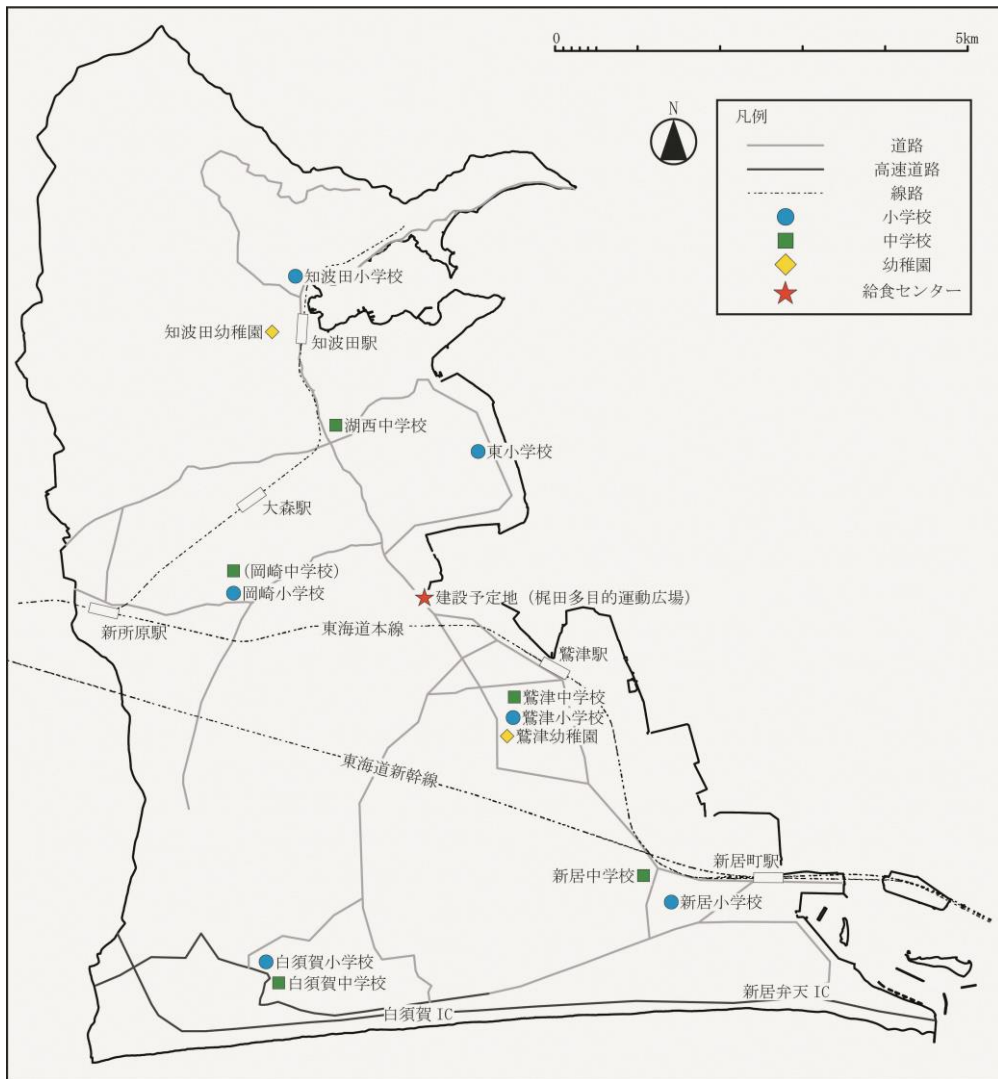 0
5km
N
凡例
道路
高速道路
線路
小学校
中学校
幼稚園
給食センター
知波田小学校
知波田幼稚園
知波田駅
湖西中学校
東小学校
大森駅
(岡崎中学校)
岡崎小学校
建設予定地（梶田多目的運動広場）
新所原駅
東海道本線
鷲津駅
鷲津中学校
鷲津小学校
鷲津幼稚園
東海道新幹線
新居町駅
新居中学校
新居小学校
白須賀小学校
白須賀中学校
新居弁天 IC
白須賀 IC